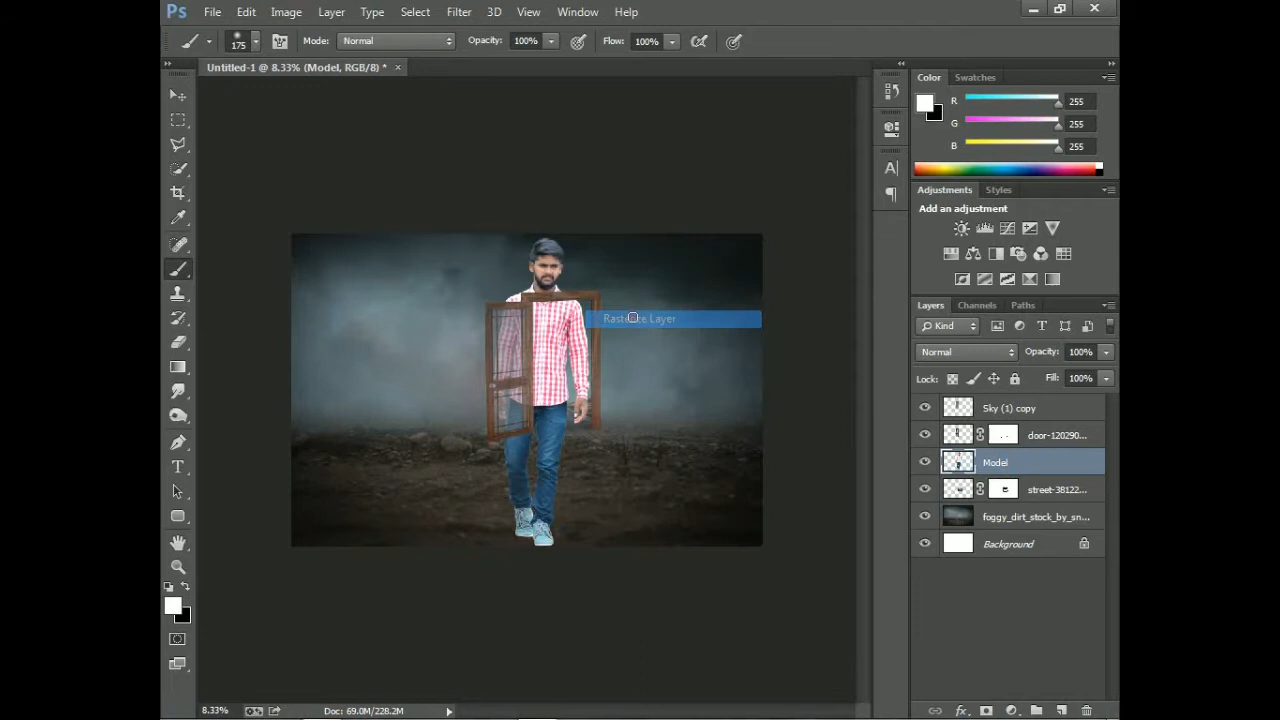 Ps File Edit Image Layer Type Select Filter 3D View Window Help
175 Mode: Normal Opacity: 100% Flow: 100%
Untitled-1 @ 8.33% (Model, RGB/8) * ×
Color Swatches
R 255
G 255
B 255
Adjustments Styles
Add an adjustment
Rasterize Layer
Layers Channels Paths
Kind T
Normal Opacity: 100%
Lock: Fill: 100%
Sky (1) copy
door-120290...
Model
street-38122...
foggy_dirt_stock_by_sn...
Background
8.33% Doc: 69.0M/228.2M